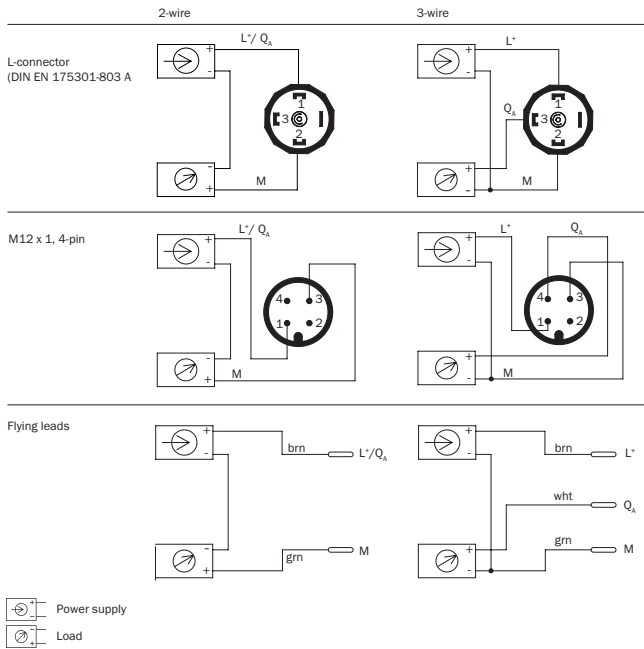 2-wire 3-wire
L-connector
(DIN EN 175301-803 A
+ L⁺/ Q_A
-
1
3
2
-
+ M
+ L⁺
-
Q_A
1
3
2
+
- M
M12 x 1, 4-pin
+ L⁺/ Q_A
-
4 3
1 2
-
+ M
+ L⁺ Q_A
-
4 3
1 2
+
- M
Flying leads
+ brn L⁺/Q_A
-
-
+ grn M
+ brn L⁺
-
wht Q_A
+
- grn M
+
- Power supply
-
+ Load